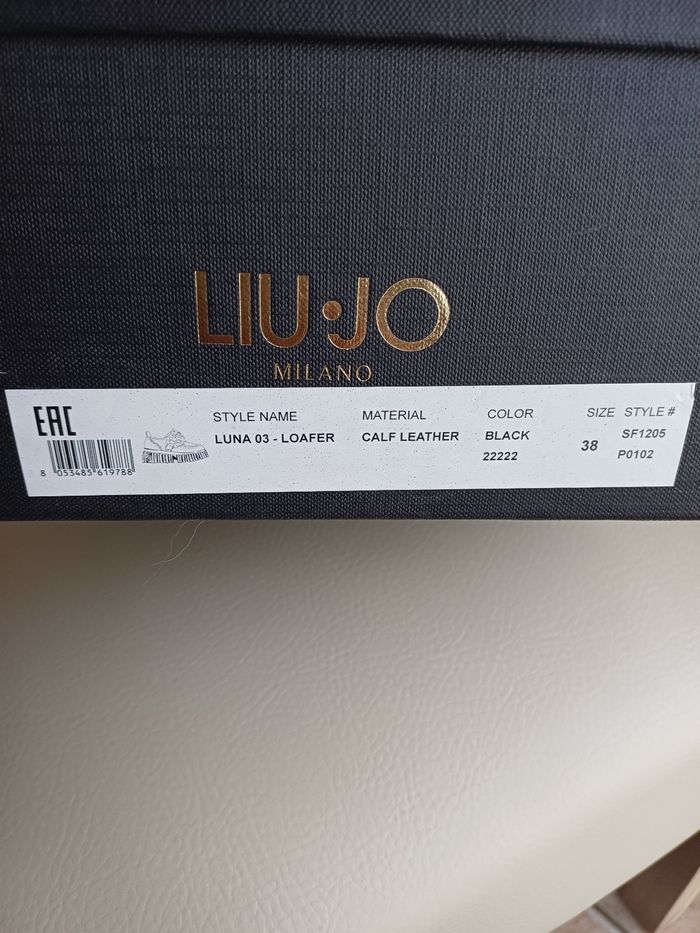 LIU·JO
MILANO
EAC
STYLE NAME MATERIAL COLOR SIZE STYLE #
LUNA 03 - LOAFER CALF LEATHER BLACK 38 SF1205
22222 P0102
8 053485 619788